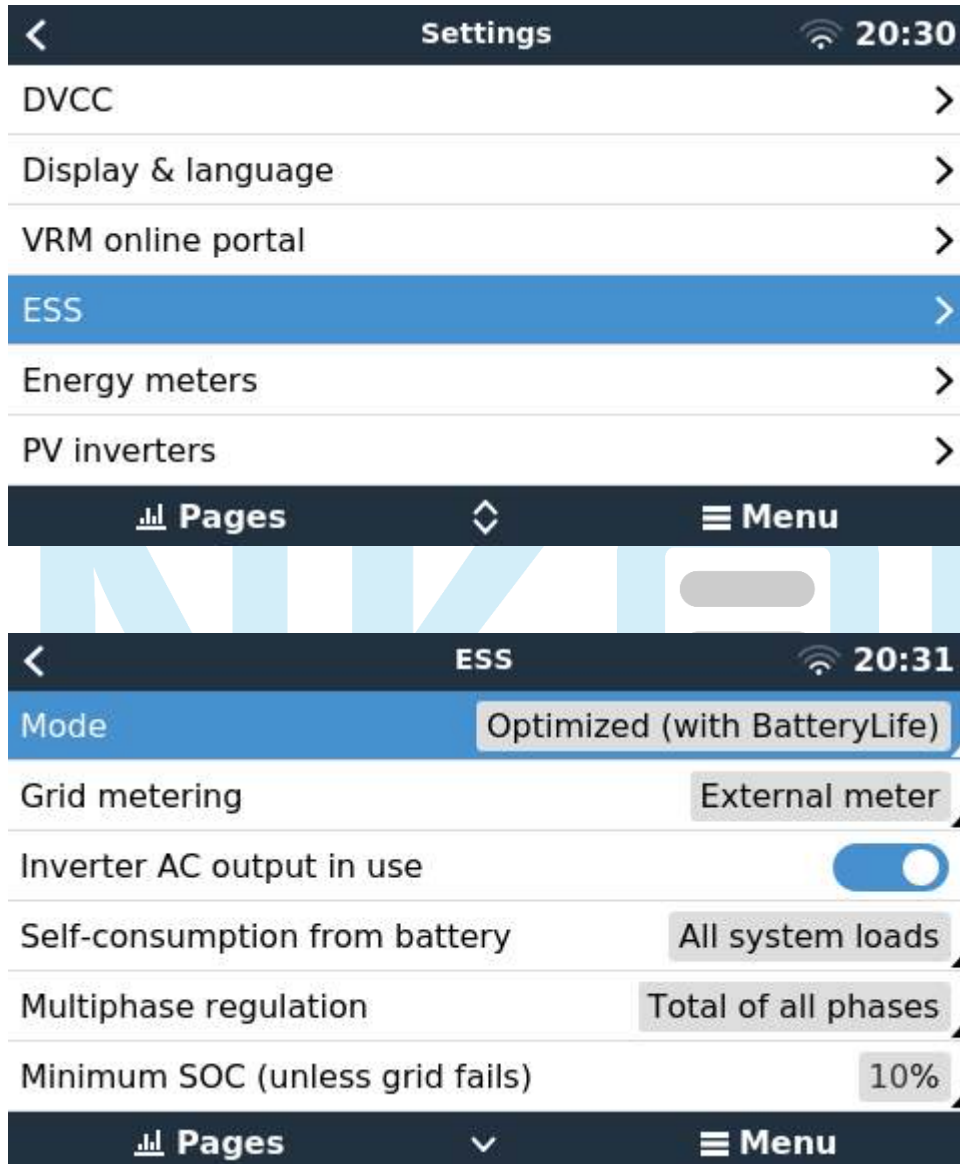 Settings 20:30
DVCC
Display & language
VRM online portal
ESS
Energy meters
PV inverters
Pages Menu
ESS 20:31
Mode Optimized (with BatteryLife)
Grid metering External meter
Inverter AC output in use
Self-consumption from battery All system loads
Multiphase regulation Total of all phases
Minimum SOC (unless grid fails) 10%
Pages Menu